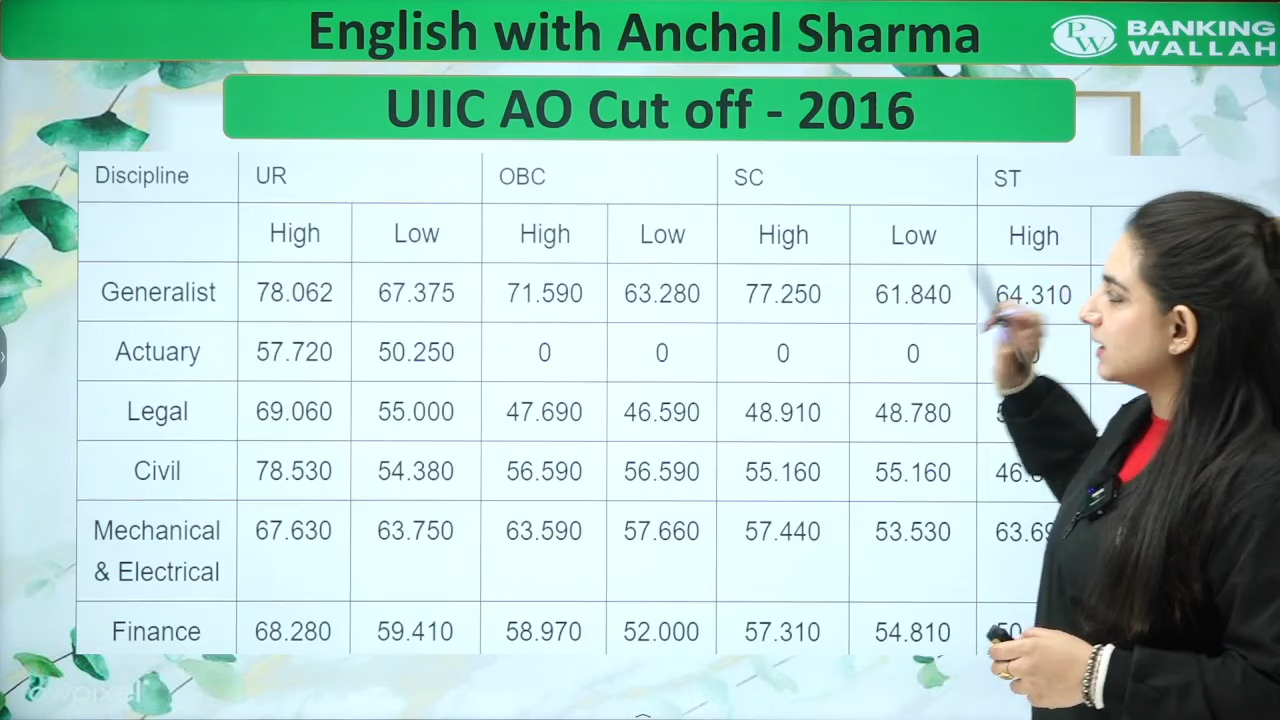 English with Anchal Sharma
PW BANKING WALLAH
UIIC AO Cut off - 2016
Discipline UR OBC SC ST
High Low High Low High Low High
Generalist 78.062 67.375 71.590 63.280 77.250 61.840 64.310
Actuary 57.720 50.250 0 0 0 0
Legal 69.060 55.000 47.690 46.590 48.910 48.780
Civil 78.530 54.380 56.590 56.590 55.160 55.160
Mechanical 67.630 63.750 63.590 57.660 57.440 53.530
& Electrical
Finance 68.280 59.410 58.970 52.000 57.310 54.810